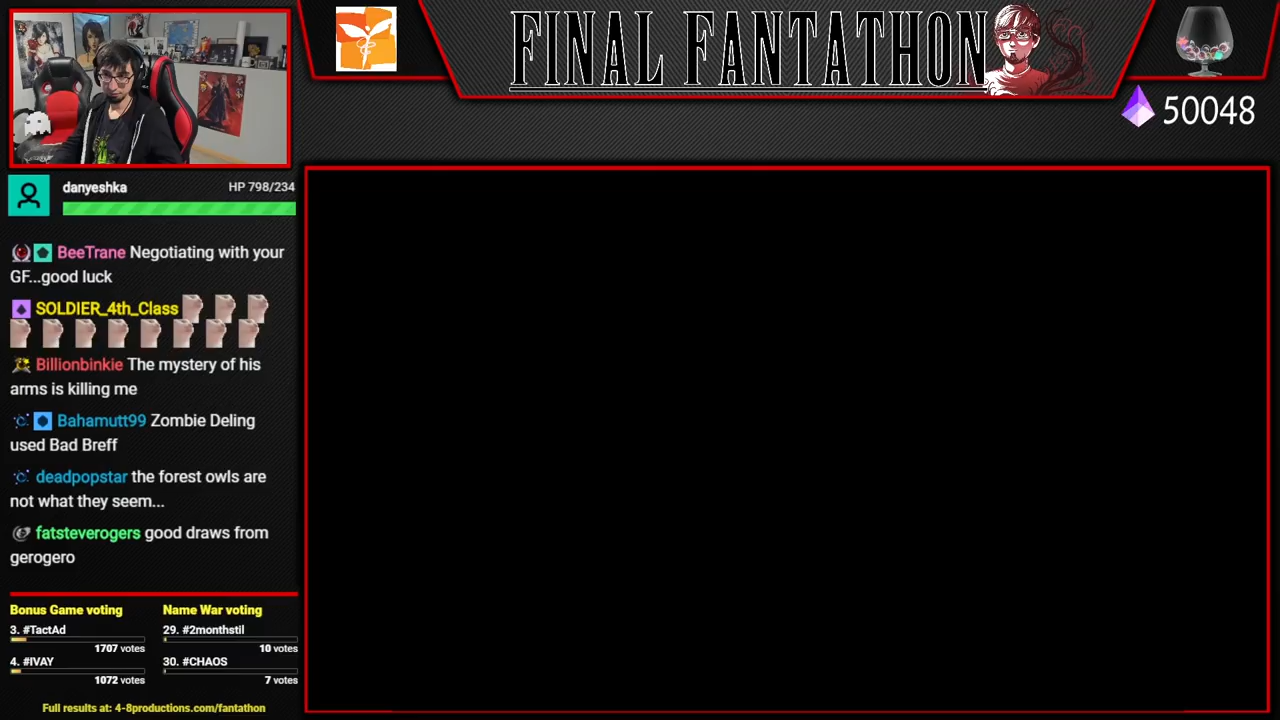 FINAL FANTATHON
50048
danyeshka HP 798/234
BeeTrane Negotiating with your
GF...good luck
SOLDIER_4th_Class
Billionbinkie The mystery of his
arms is killing me
Bahamutt99 Zombie Deling
used Bad Breff
deadpopstar the forest owls are
not what they seem...
fatsteverogers good draws from
gerogero
Bonus Game voting
3. #TactAd
1707 votes
4. #IVAY
1072 votes
Name War voting
29. #2monthstil
10 votes
30. #CHAOS
7 votes
Full results at: 4-8productions.com/fantathon